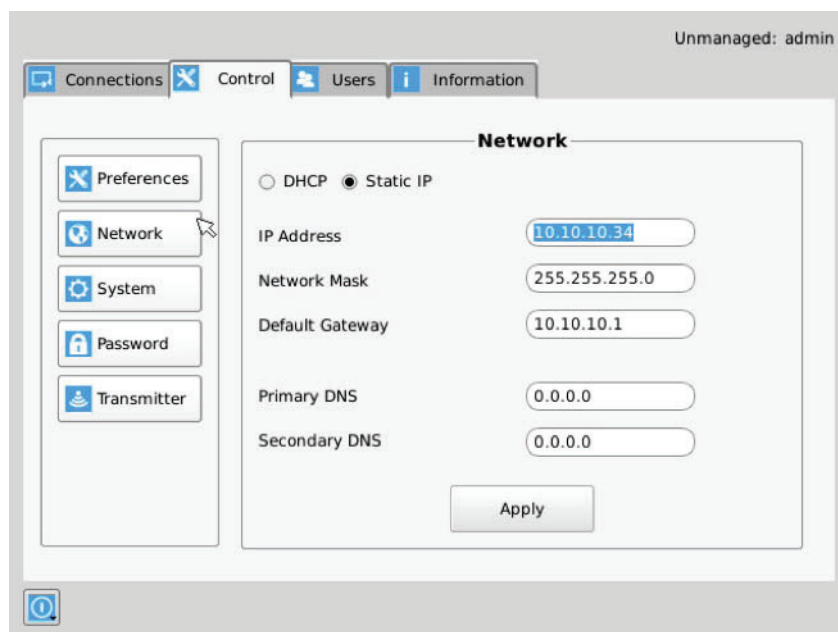 Unmanaged: admin
Connections Control Users Information
Network
Preferences
DHCP Static IP
Network
IP Address 10.10.10.34
System
Network Mask 255.255.255.0
Default Gateway 10.10.10.1
Password
Transmitter
Primary DNS 0.0.0.0
Secondary DNS 0.0.0.0
Apply